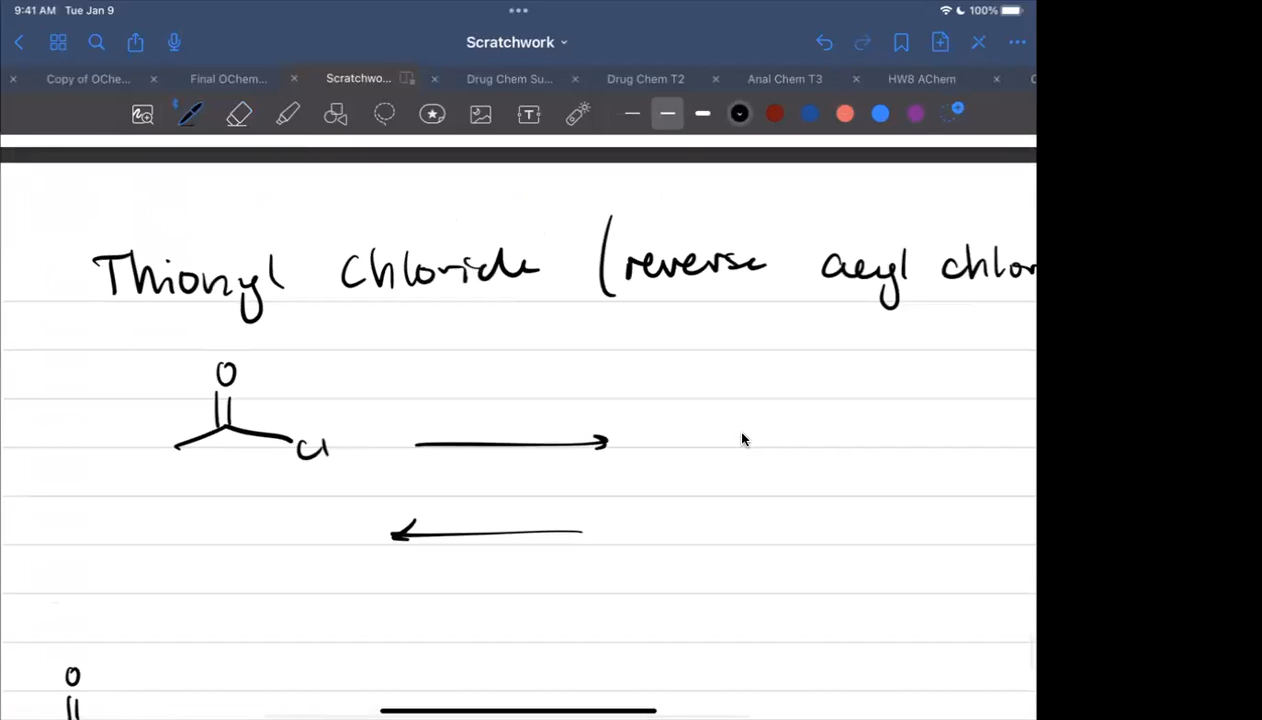 9:41 AM Tue Jan 9
100%
Scratchwork
Copy of OChe...
Final OChem...
Scratchwo...
Drug Chem Su...
Drug Chem T2
Anal Chem T3
HW8 AChem
T
Thionyl chloride (reverse acyl chlor
O
Cl
O